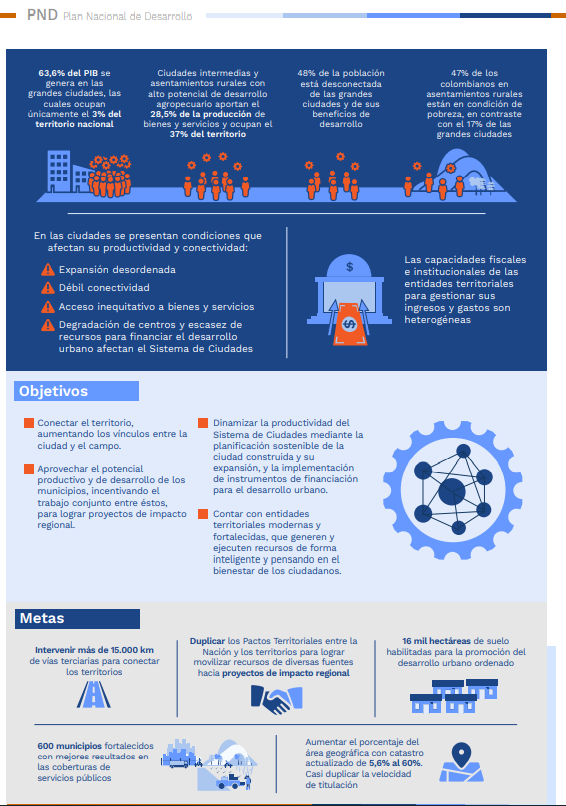 PND Plan Nacional de Desarrollo
63,6% del PIB se
genera en las
grandes ciudades, las
cuales ocupan
únicamente el 3% del
territorio nacional
Ciudades intermedias y
asentamientos rurales con
alto potencial de desarrollo
agropecuario aportan el
28,5% de la producción de
bienes y servicios y ocupan el
37% del territorio
48% de la población
está desconectada
de las grandes
ciudades y de sus
beneficios de
desarrollo
47% de los
colombianos en
asentamientos rurales
están en condición de
pobreza, en contraste
con el 17% de las
grandes ciudades
En las ciudades se presentan condiciones que
afectan su productividad y conectividad:
Expansión desordenada
Débil conectividad
Acceso inequitativo a bienes y servicios
Degradación de centros y escasez de
recursos para financiar el desarrollo
urbano afectan el Sistema de Ciudades
$
$
Las capacidades fiscales
e institucionales de las
entidades territoriales
para gestionar sus
ingresos y gastos son
heterogéneas
Objetivos
Conectar el territorio,
aumentando los vínculos entre la
ciudad y el campo.
Aprovechar el potencial
productivo y de desarrollo de los
municipios, incentivando el
trabajo conjunto entre éstos,
para lograr proyectos de impacto
regional.
Dinamizar la productividad del
Sistema de Ciudades mediante la
planificación sostenible de la
ciudad construida y su
expansión, y la implementación
de instrumentos de financiación
para el desarrollo urbano.
Contar con entidades
territoriales modernas y
fortalecidas, que generen y
ejecuten recursos de forma
inteligente y pensando en el
bienestar de los ciudadanos.
Metas
Intervenir más de 15.000 km
de vías terciarias para conectar
los territorios
Duplicar los Pactos Territoriales entre la
Nación y los territorios para lograr
movilizar recursos de diversas fuentes
hacia proyectos de impacto regional
16 mil hectáreas de suelo
habilitadas para la promoción del
desarrollo urbano ordenado
600 municipios fortalecidos
con mejores resultados en
las coberturas de
servicios públicos
Aumentar el porcentaje del
área geográfica con catastro
actualizado de 5,6% al 60%.
Casi duplicar la velocidad
de titulación